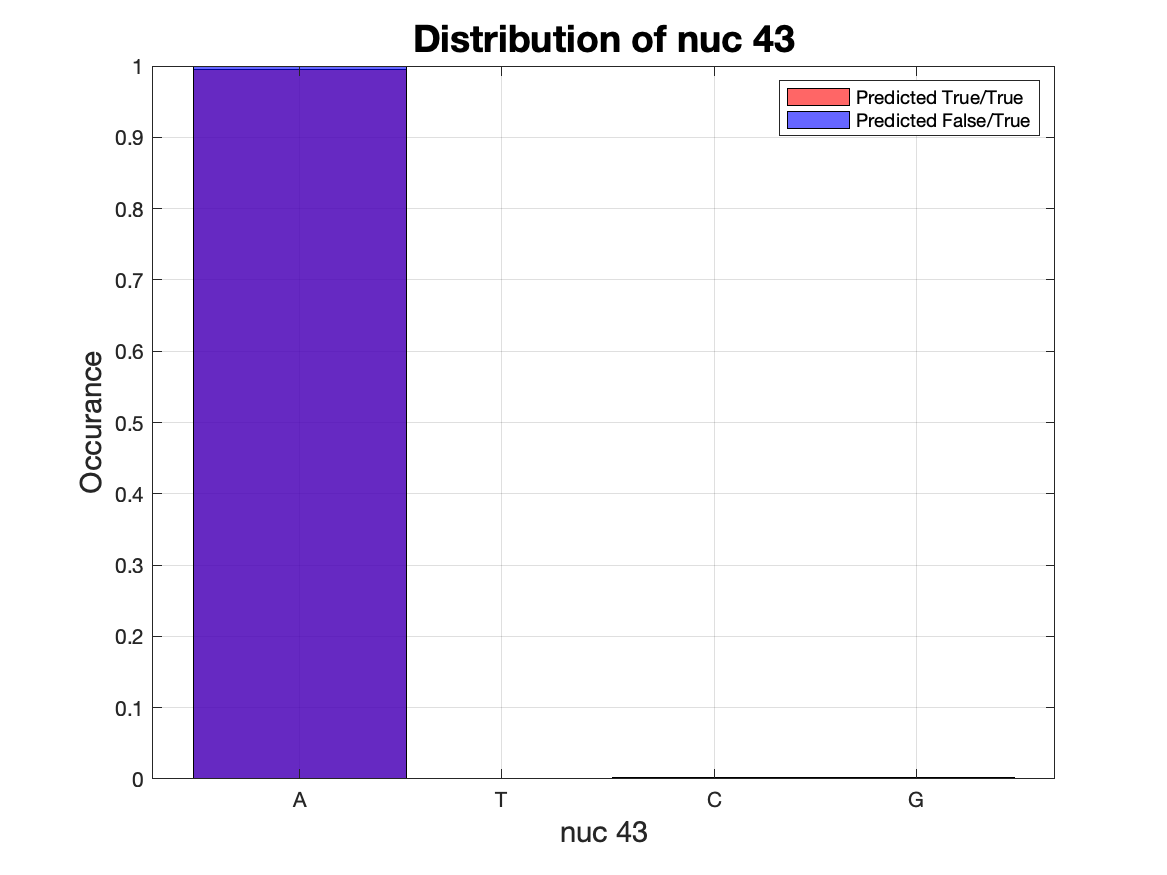 Distribution of nuc 43
Predicted True/True
Predicted False/True
Occurance
1
0.9
0.8
0.7
0.6
0.5
0.4
0.3
0.2
0.1
0
A T C G
nuc 43